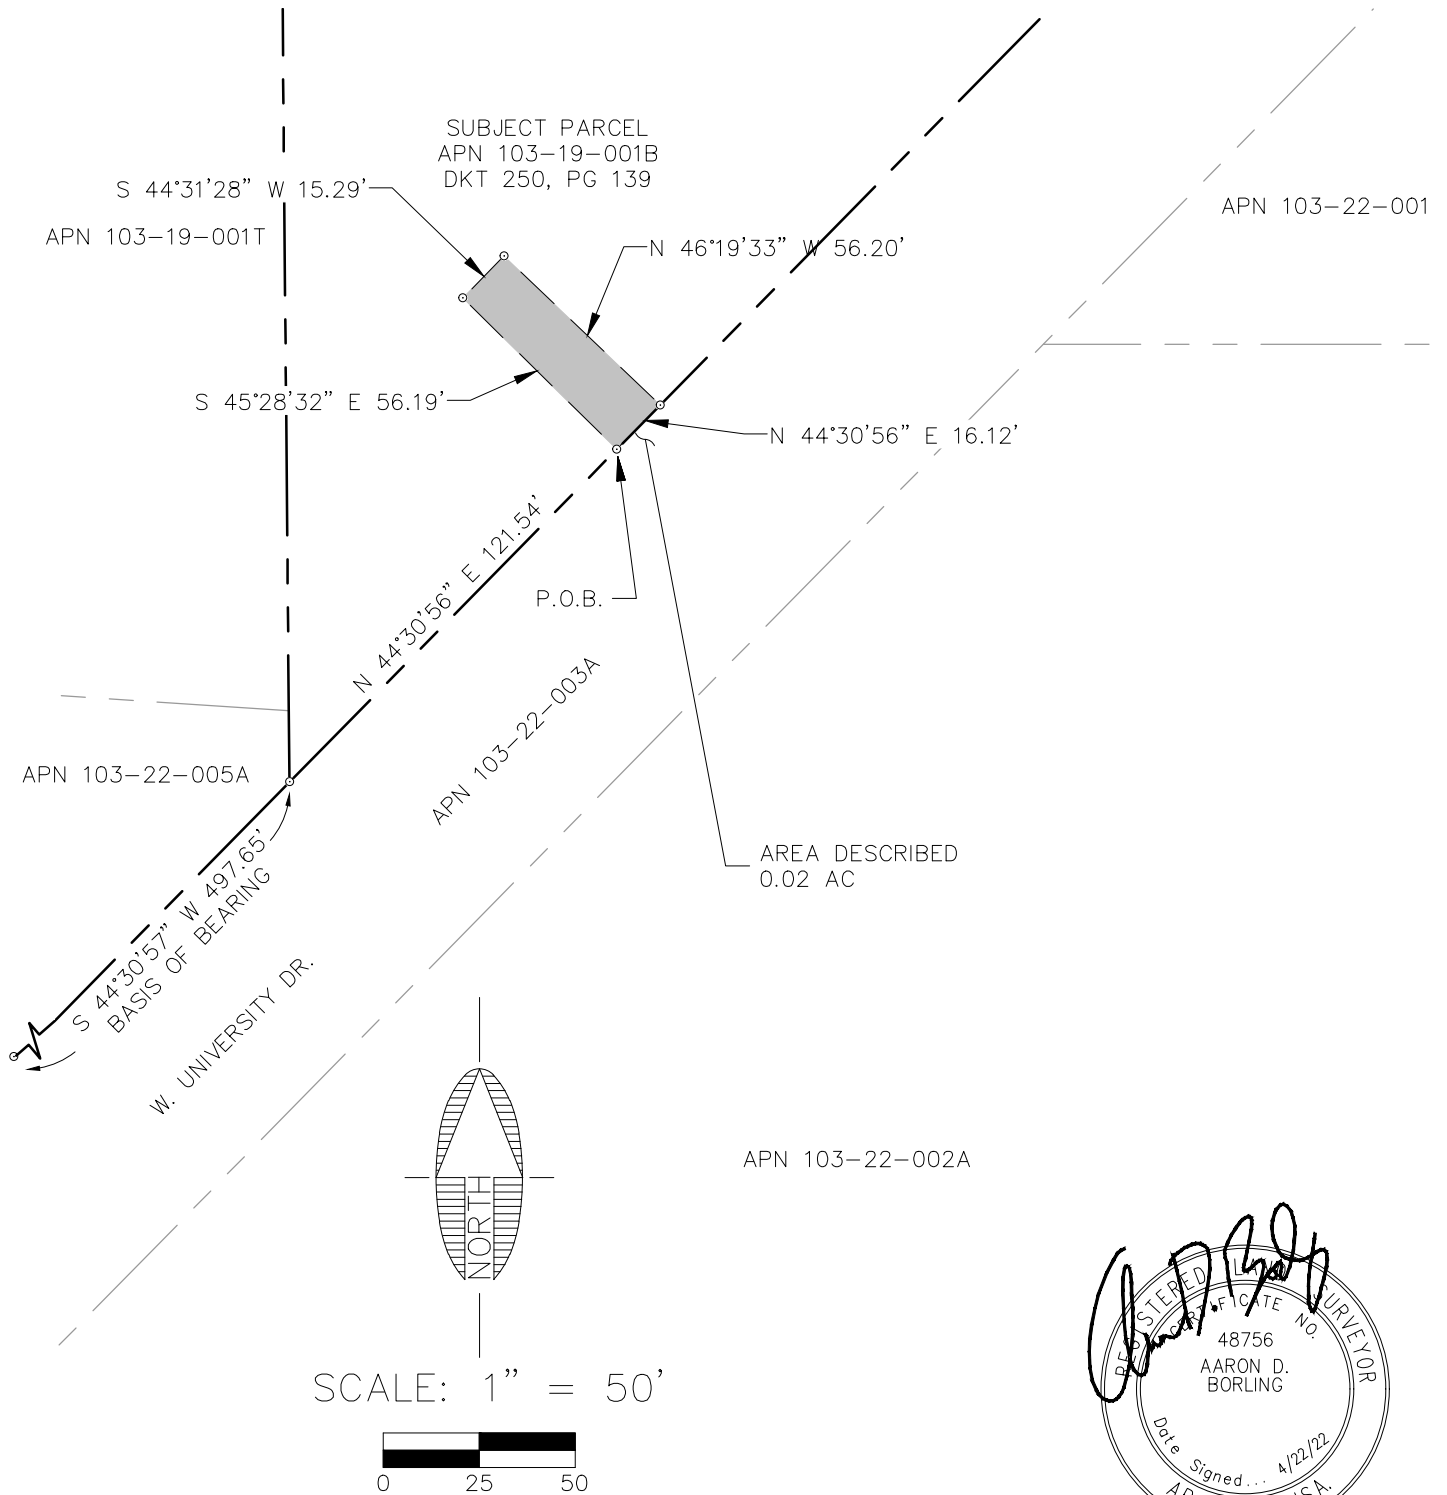 SUBJECT PARCEL
APN 103-19-001B
DKT 250, PG 139
S 44°31'28" W 15.29'
APN 103-22-001
APN 103-19-001T
N 46°19'33" W 56.20'
S 45°28'32" E 56.19'
N 44°30'56" E 16.12'
N 44°30'56" E 121.54'
P.O.B.
APN 103-22-003A
APN 103-22-005A
AREA DESCRIBED
0.02 AC
S 44°30'57" W 497.65'
BASIS OF BEARING
W. UNIVERSITY DR.
APN 103-22-002A
NORTH
SCALE: 1" = 50'
0 25 50
REGISTERED LAND SURVEYOR
CERTIFICATE NO.
48756
AARON D.
BORLING
Date Signed... 4/22/22